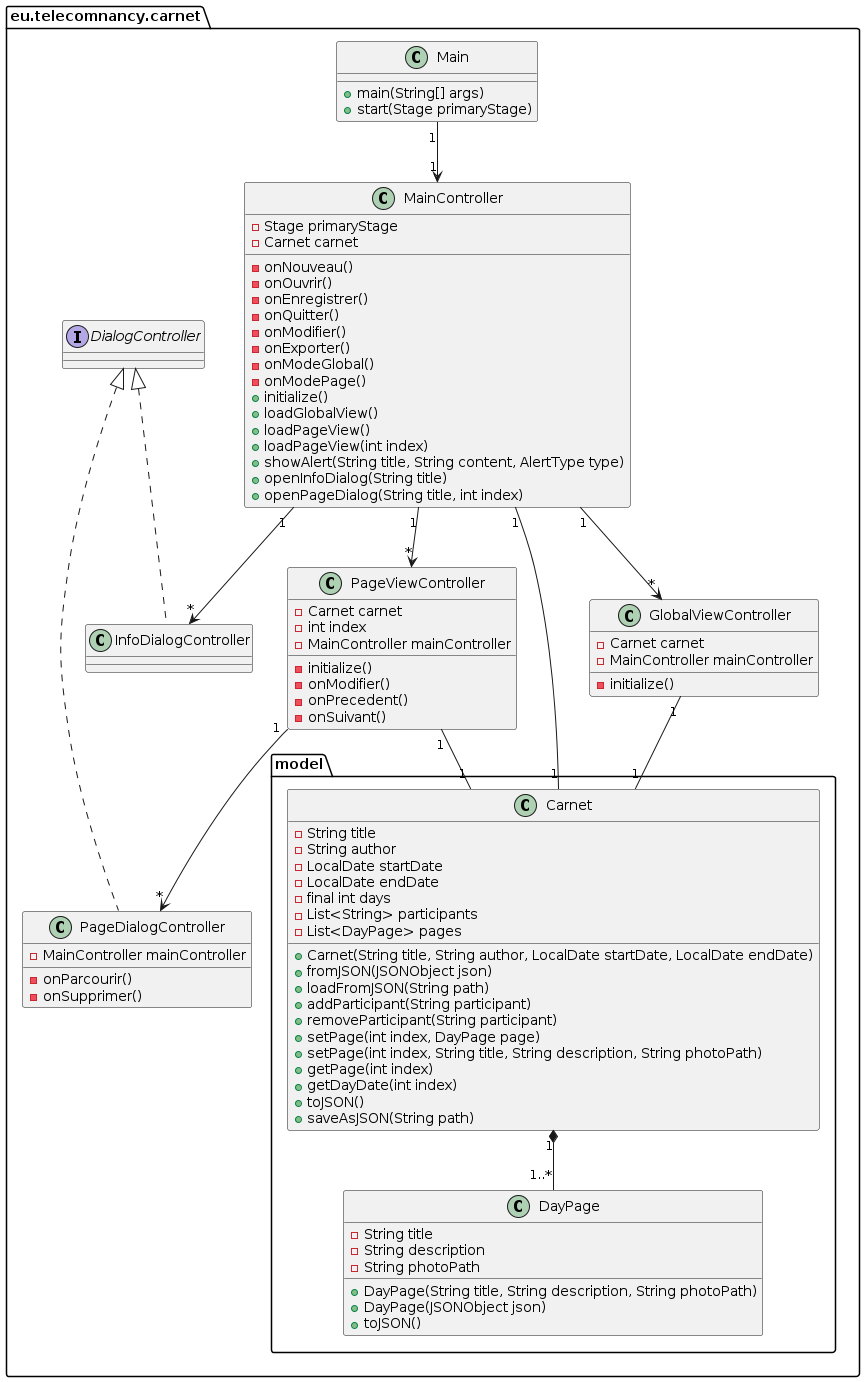 eu.telecomnancy.carnet
C Main
main(String[] args)
start(Stage primaryStage)
1
1
C MainController
Stage primaryStage
Carnet carnet
onNouveau()
onOuvrir()
onEnregistrer()
onQuitter()
onModifier()
onExporter()
onModeGlobal()
onModePage()
initialize()
loadGlobalView()
loadPageView()
loadPageView(int index)
showAlert(String title, String content, AlertType type)
openInfoDialog(String title)
openPageDialog(String title, int index)
I DialogController
1 1 1 1
* * *
C InfoDialogController
C PageViewController
Carnet carnet
int index
MainController mainController
initialize()
onModifier()
onPrecedent()
onSuivant()
C GlobalViewController
Carnet carnet
MainController mainController
initialize()
1 1 1
model
1 1 1
*
C PageDialogController
MainController mainController
onParcourir()
onSupprimer()
C Carnet
String title
String author
LocalDate startDate
LocalDate endDate
final int days
List<String> participants
List<DayPage> pages
Carnet(String title, String author, LocalDate startDate, LocalDate endDate)
fromJSON(JSONObject json)
loadFromJSON(String path)
addParticipant(String participant)
removeParticipant(String participant)
setPage(int index, DayPage page)
setPage(int index, String title, String description, String photoPath)
getPage(int index)
getDayDate(int index)
toJSON()
saveAsJSON(String path)
1
1..*
C DayPage
String title
String description
String photoPath
DayPage(String title, String description, String photoPath)
DayPage(JSONObject json)
toJSON()